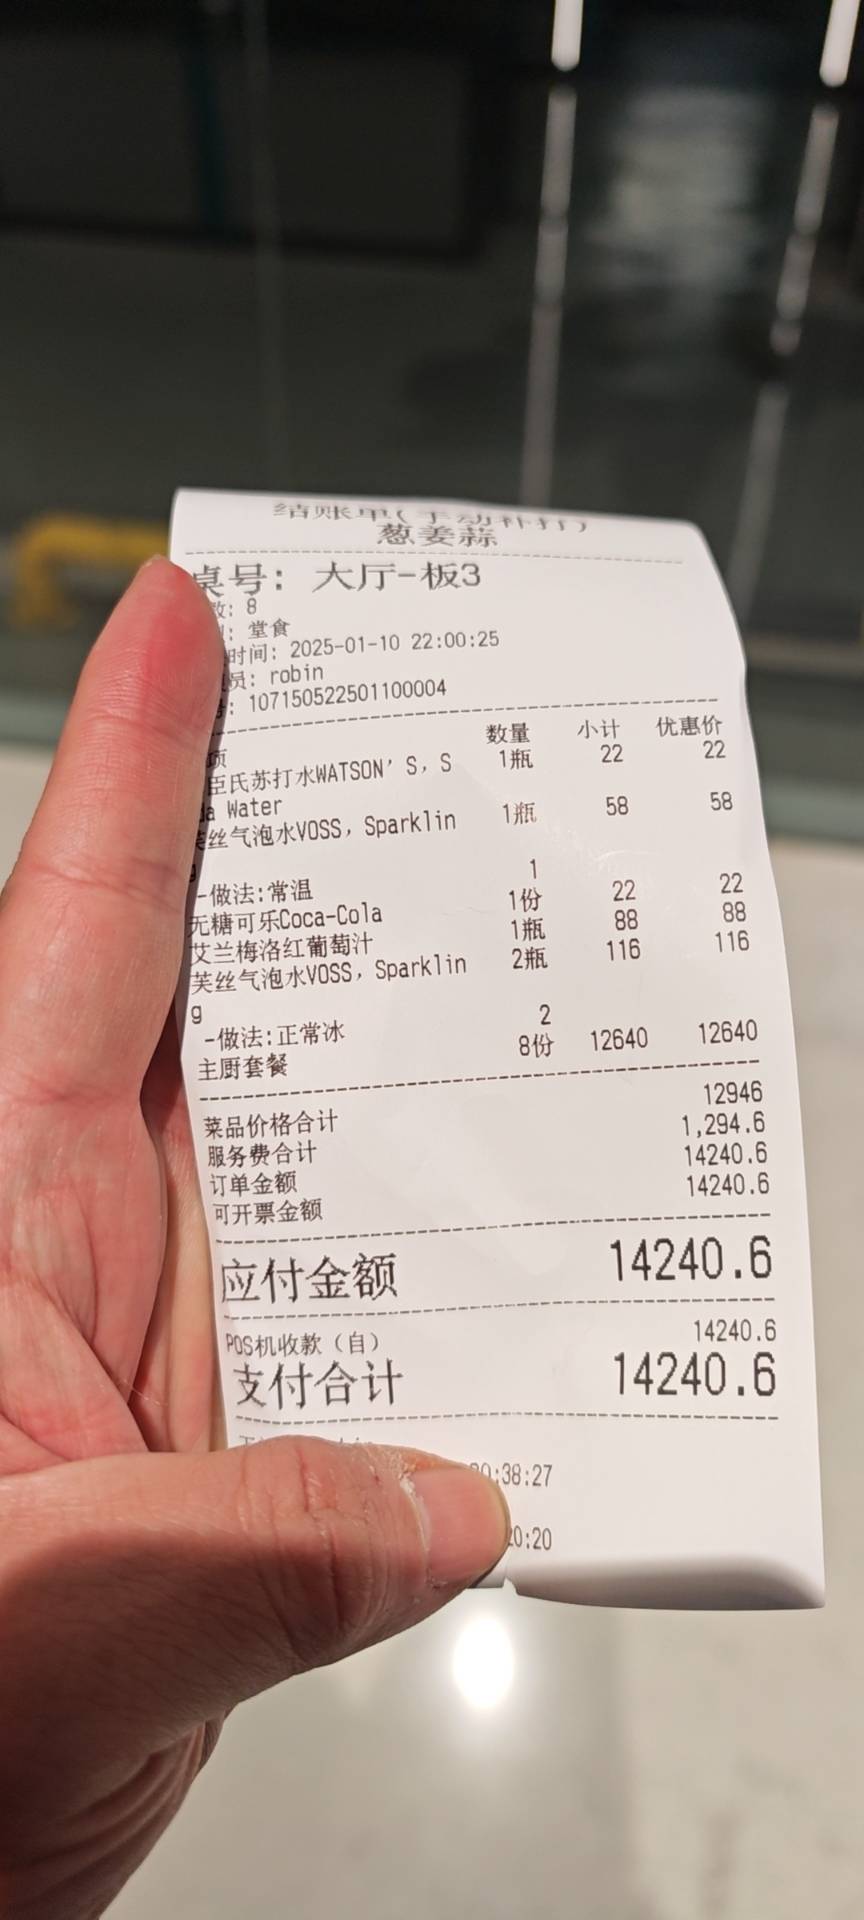 结账单(手动补打)
葱姜蒜
桌号: 大厅-板3
数: 8
: 堂食
时间: 2025-01-10 22:00:25
员: robin
: 107150522501100004
项 数量 小计 优惠价
臣氏苏打水WATSON'S, S 1瓶 22 22
da Water
芙丝气泡水VOSS, Sparklin 1瓶 58 58
g
-做法:常温 1
无糖可乐Coca-Cola 1份 22 22
艾兰梅洛红葡萄汁 1瓶 88 88
芙丝气泡水VOSS, Sparklin 2瓶 116 116
g
-做法:正常冰 2
主厨套餐 8份 12640 12640
菜品价格合计 12946
服务费合计 1,294.6
订单金额 14240.6
可开票金额 14240.6
应付金额 14240.6
POS机收款(自) 14240.6
支付合计 14240.6
:38:27
20:20